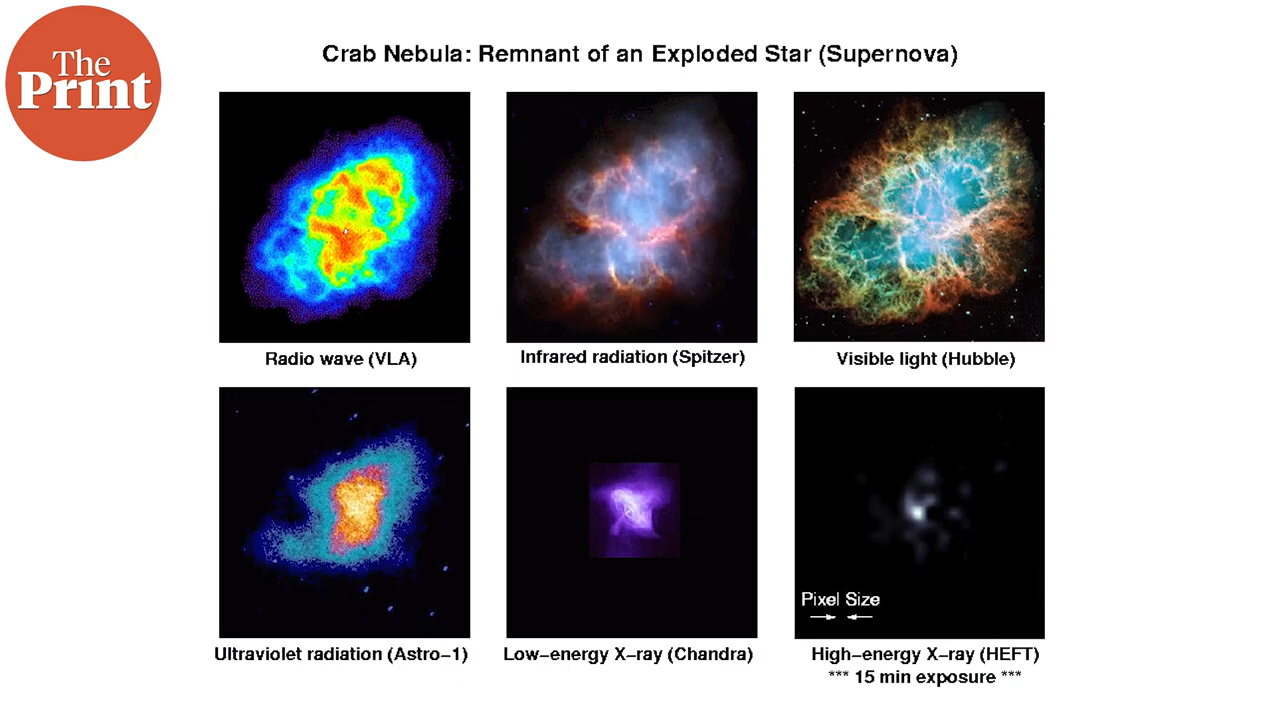 The
Print
Crab Nebula: Remnant of an Exploded Star (Supernova)
Radio wave (VLA)
Infrared radiation (Spitzer)
Visible light (Hubble)
Ultraviolet radiation (Astro−1)
Low−energy X−ray (Chandra)
Pixel Size
High−energy X−ray (HEFT)
*** 15 min exposure ***